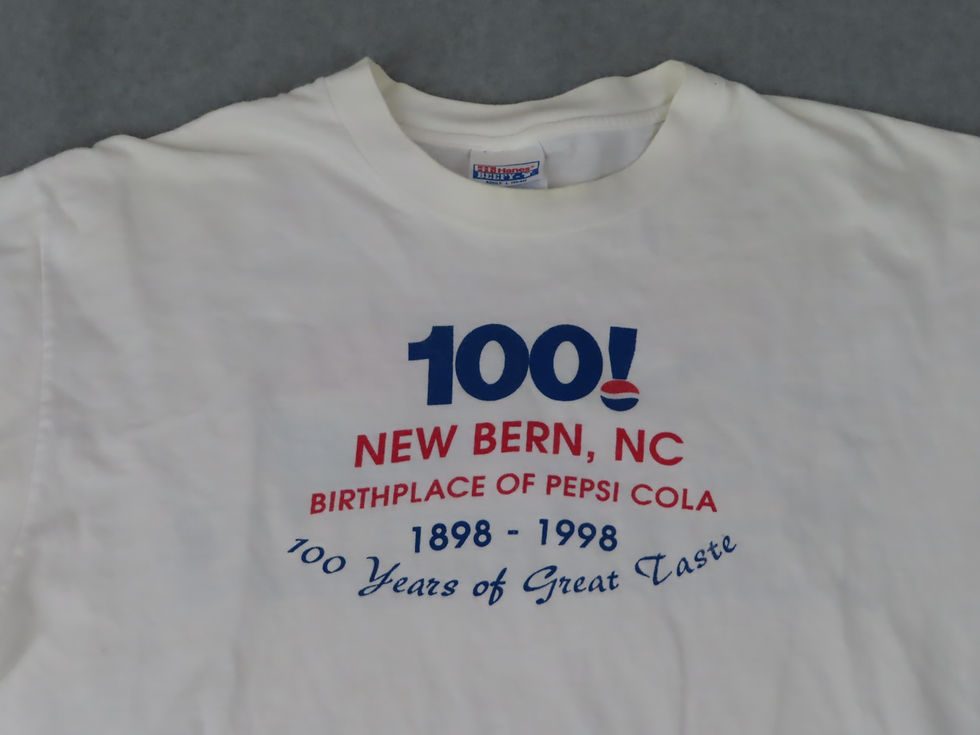 Hanes
BEEFY-T
100!
NEW BERN, NC
BIRTHPLACE OF PEPSI COLA
1898 - 1998
100 Years of Great Taste